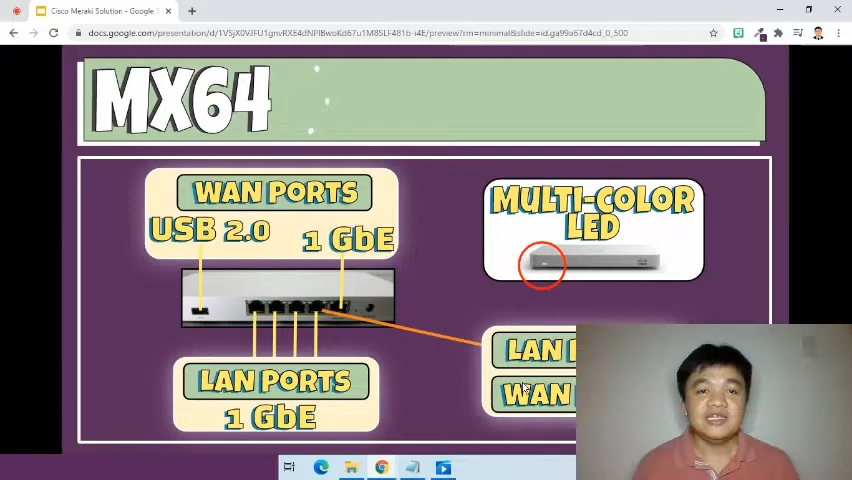 Cisco Meraki Solution - Google S
docs.google.com/presentation/d/1VSjX0VJFU1gnvRXE4dNPIBwoKd67u1M8SLF481b-i4E/preview?rm=minimal&slide=id.ga99a67d4cd_0_500
MX64
WAN PORTS
USB 2.0
1 GbE
MULTI-COLOR
LED
LAN PORTS
1 GbE
LAN
WAN